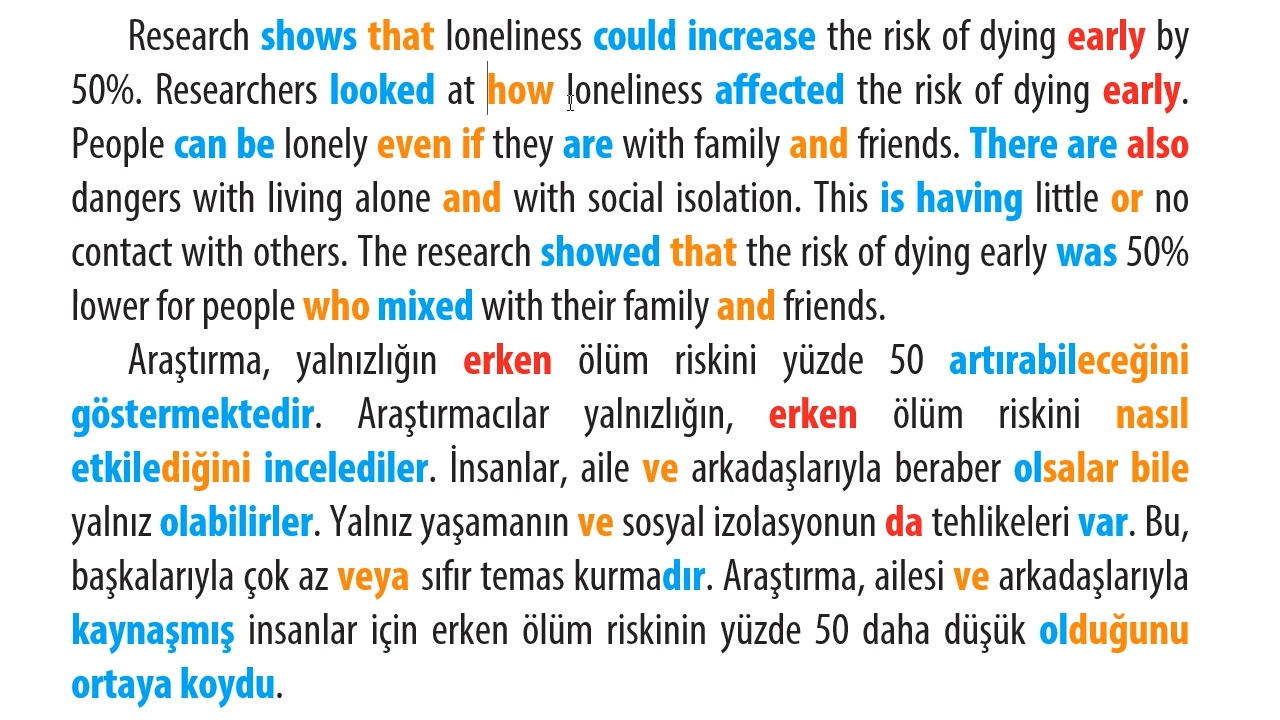 Research shows that loneliness could increase the risk of dying early by
50%. Researchers looked at how loneliness affected the risk of dying early.
People can be lonely even if they are with family and friends. There are also
dangers with living alone and with social isolation. This is having little or no
contact with others. The research showed that the risk of dying early was 50%
lower for people who mixed with their family and friends.
Araştırma, yalnızlığın erken ölüm riskini yüzde 50 artırabileceğini
göstermektedir. Araştırmacılar yalnızlığın, erken ölüm riskini nasıl
etkilediğini incelediler. İnsanlar, aile ve arkadaşlarıyla beraber olsalar bile
yalnız olabilirler. Yalnız yaşamanın ve sosyal izolasyonun da tehlikeleri var. Bu,
başkalarıyla çok az veya sıfır temas kurmadır. Araştırma, ailesi ve arkadaşlarıyla
kaynaşmış insanlar için erken ölüm riskinin yüzde 50 daha düşük olduğunu
ortaya koydu.